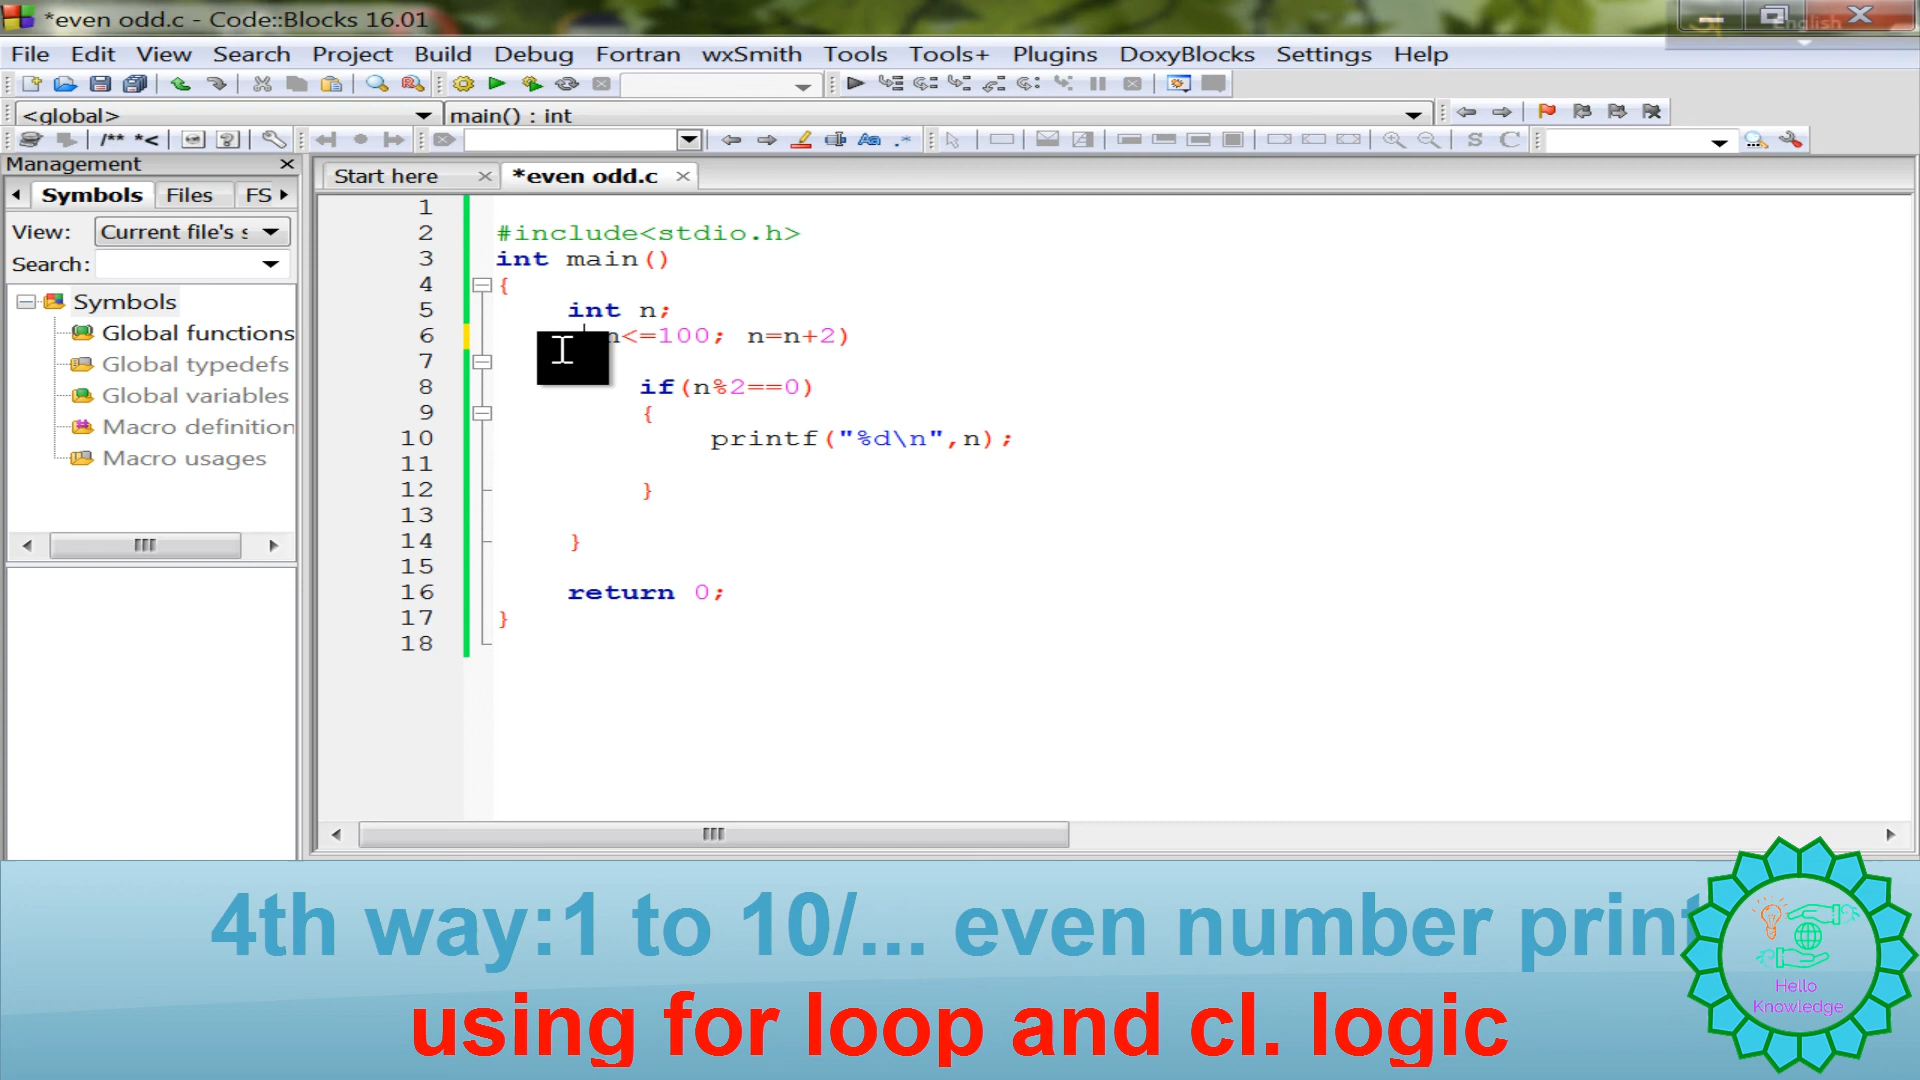 *even odd.c - Code::Blocks 16.01
English
File Edit View Search Project Build Debug Fortran wxSmith Tools Tools+ Plugins DoxyBlocks Settings Help
<global> main() : int
/** *<
Management
Start here *even odd.c
Symbols Files FS
View: Current file's s
Search:
Symbols
Global functions
Global typedefs
Global variables
Macro definition
Macro usages
1
2 #include<stdio.h>
3 int main()
4 {
5 int n;
6 n<=100; n=n+2)
7
8 if(n%2==0)
9 {
10 printf("%d\n",n);
11
12 }
13
14 }
15
16 return 0;
17 }
18
4th way:1 to 10/... even number print
using for loop and cl. logic
Hello
Knowledge